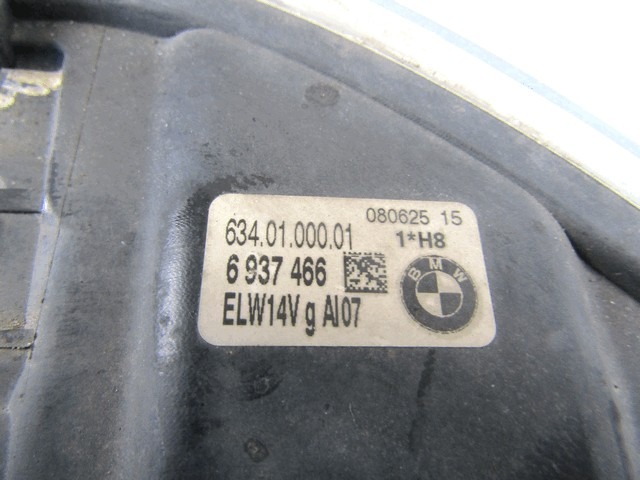 080625 15
634.01.000.01 1*H8
6 937 466
BMW
ELW14V g AI07